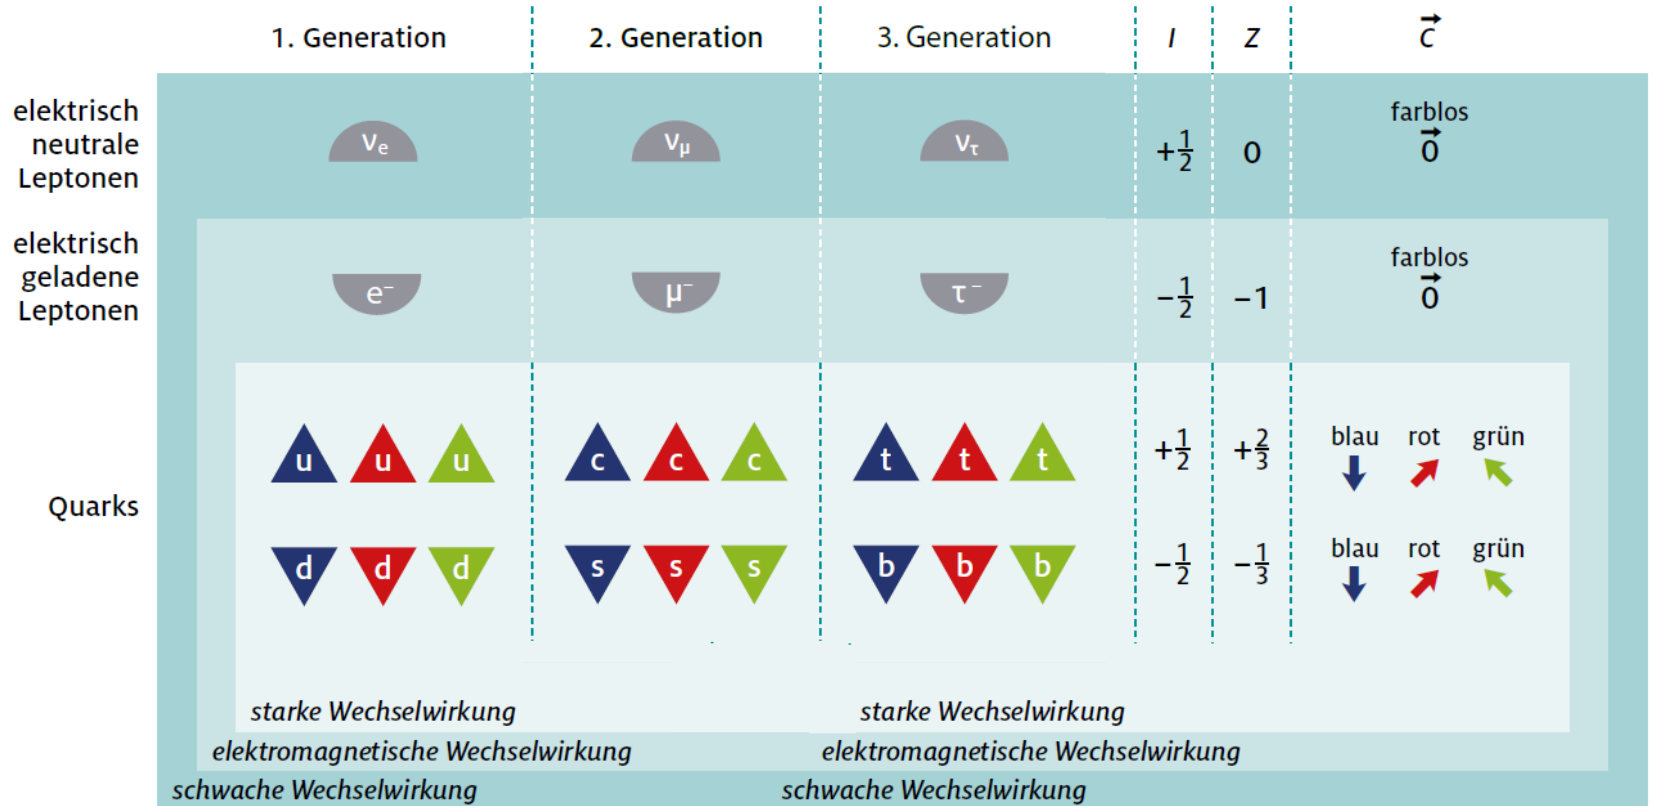 1. Generation 2. Generation 3. Generation I Z C⃗
elektrisch
neutrale
Leptonen
νe νμ ντ +1/2 0 farblos
0⃗
elektrisch
geladene
Leptonen
e⁻ μ⁻ τ⁻ −1/2 −1 farblos
0⃗
Quarks
u u u c c c t t t +1/2 +2/3 blau rot grün
d d d s s s b b b −1/2 −1/3 blau rot grün
starke Wechselwirkung starke Wechselwirkung
elektromagnetische Wechselwirkung elektromagnetische Wechselwirkung
schwache Wechselwirkung schwache Wechselwirkung